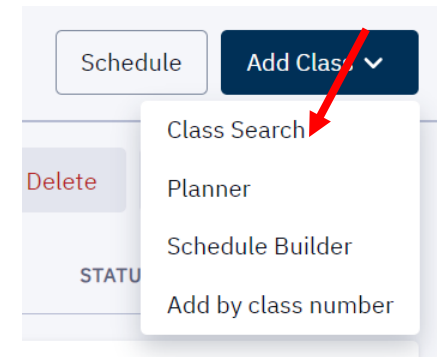 Schedule
Add Class
Class Search
Delete
Planner
Schedule Builder
STATU
Add by class number